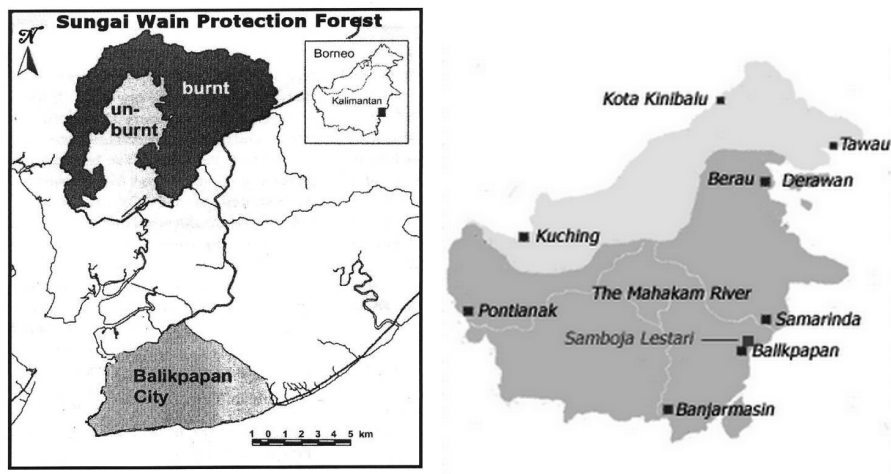 Sungai Wain Protection Forest
N
Borneo
Kalimantan
burnt
un-
burnt
Balikpapan
City
1 0 1 2 3 4 5 km
Kota Kinibalu
Tawau
Berau
Derawan
Kuching
The Mahakam River
Pontianak
Samarinda
Samboja Lestari
Balikpapan
Banjarmasin